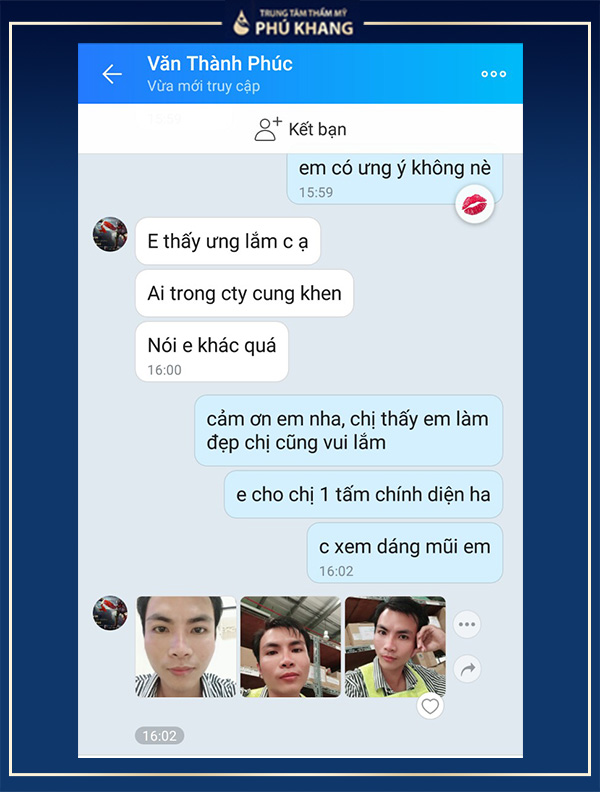 TRUNG TÂM THẨM MỸ
PHÚ KHANG
Văn Thành Phúc
Vừa mới truy cập
Kết bạn
em có ưng ý không nè
15:59
E thấy ưng lắm c ạ
Ai trong cty cung khen
Nói e khác quá
16:00
cảm ơn em nha, chị thấy em làm
đẹp chị cũng vui lắm
e cho chị 1 tấm chính diện ha
c xem dáng mũi em
16:02
16:02